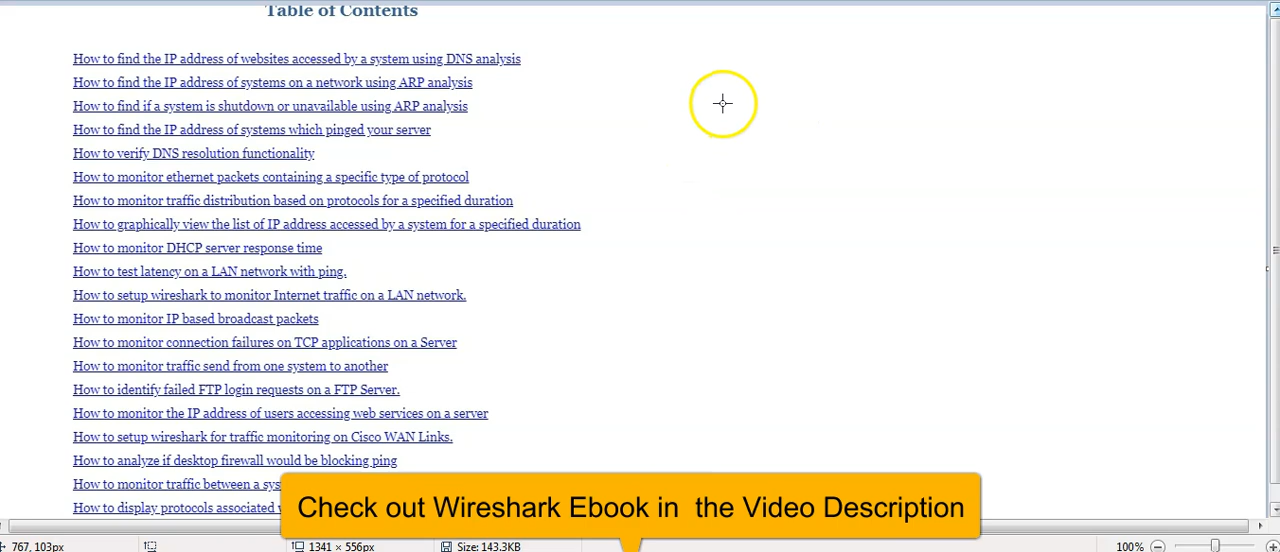 Table of Contents
How to find the IP address of websites accessed by a system using DNS analysis
How to find the IP address of systems on a network using ARP analysis
How to find if a system is shutdown or unavailable using ARP analysis
How to find the IP address of systems which pinged your server
How to verify DNS resolution functionality
How to monitor ethernet packets containing a specific type of protocol
How to monitor traffic distribution based on protocols for a specified duration
How to graphically view the list of IP address accessed by a system for a specified duration
How to monitor DHCP server response time
How to test latency on a LAN network with ping.
How to setup wireshark to monitor Internet traffic on a LAN network.
How to monitor IP based broadcast packets
How to monitor connection failures on TCP applications on a Server
How to monitor traffic send from one system to another
How to identify failed FTP login requests on a FTP Server.
How to monitor the IP address of users accessing web services on a server
How to setup wireshark for traffic monitoring on Cisco WAN Links.
How to analyze if desktop firewall would be blocking ping
How to monitor traffic between a
How to display protocols associated
Check out Wireshark Ebook in the Video Description
767, 103px 1341 × 556px Size: 143.3KB 100%